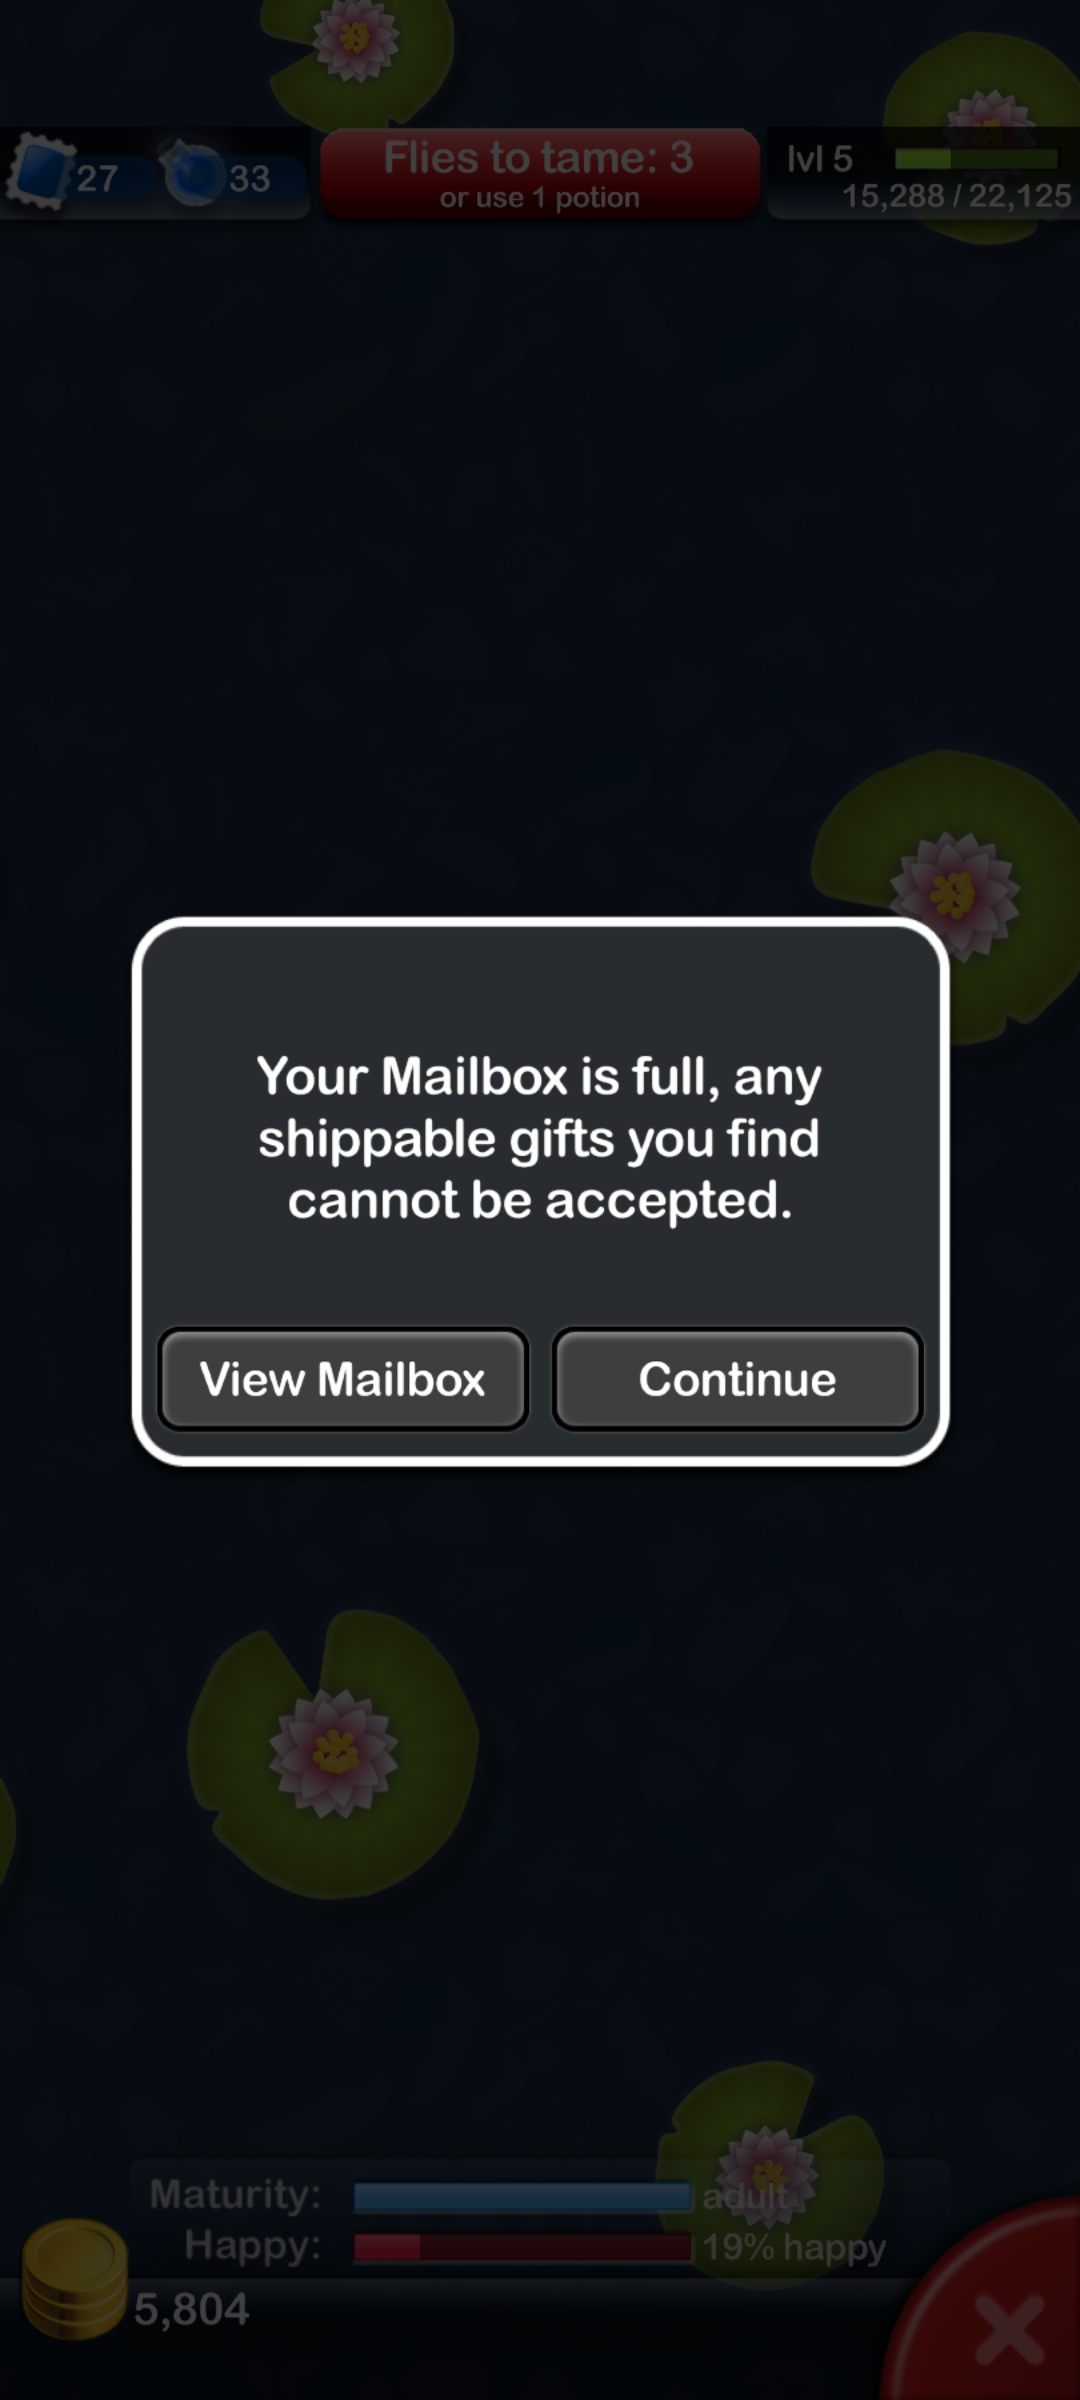 27
33
Flies to tame: 3
or use 1 potion
lvl 5
15,288 / 22,125
Your Mailbox is full, any
shippable gifts you find
cannot be accepted.
View Mailbox
Continue
Maturity:
adult
Happy:
19% happy
5,804